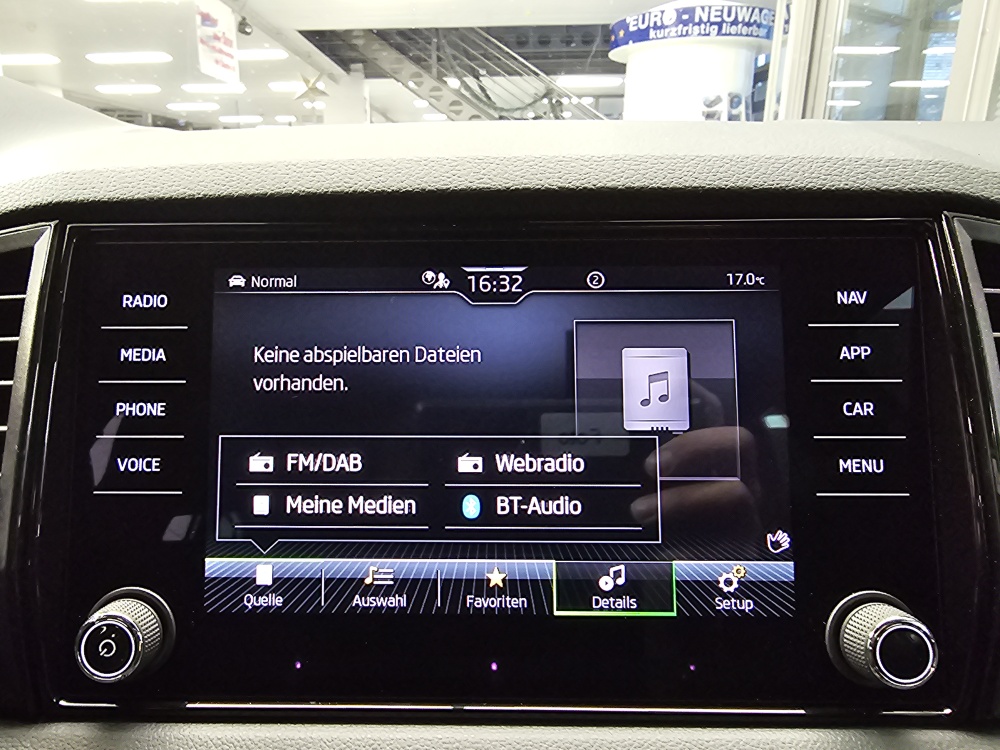 "EURO - NEUWAGE
kurzfristig lieferbar
Normal
16:32
2
17.0°C
RADIO
MEDIA
PHONE
VOICE
NAV
APP
CAR
MENU
Keine abspielbaren Dateien
vorhanden.
FM/DAB
Webradio
Meine Medien
BT-Audio
Quelle
Auswahl
Favoriten
Details
Setup